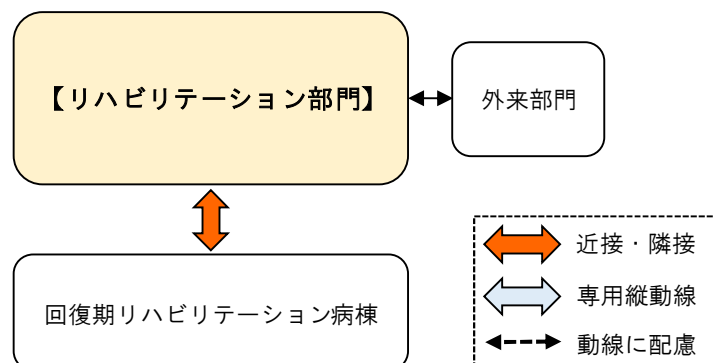 【リハビリテーション部門】
外来部門
回復期リハビリテーション病棟
近接・隣接
専用縦動線
動線に配慮